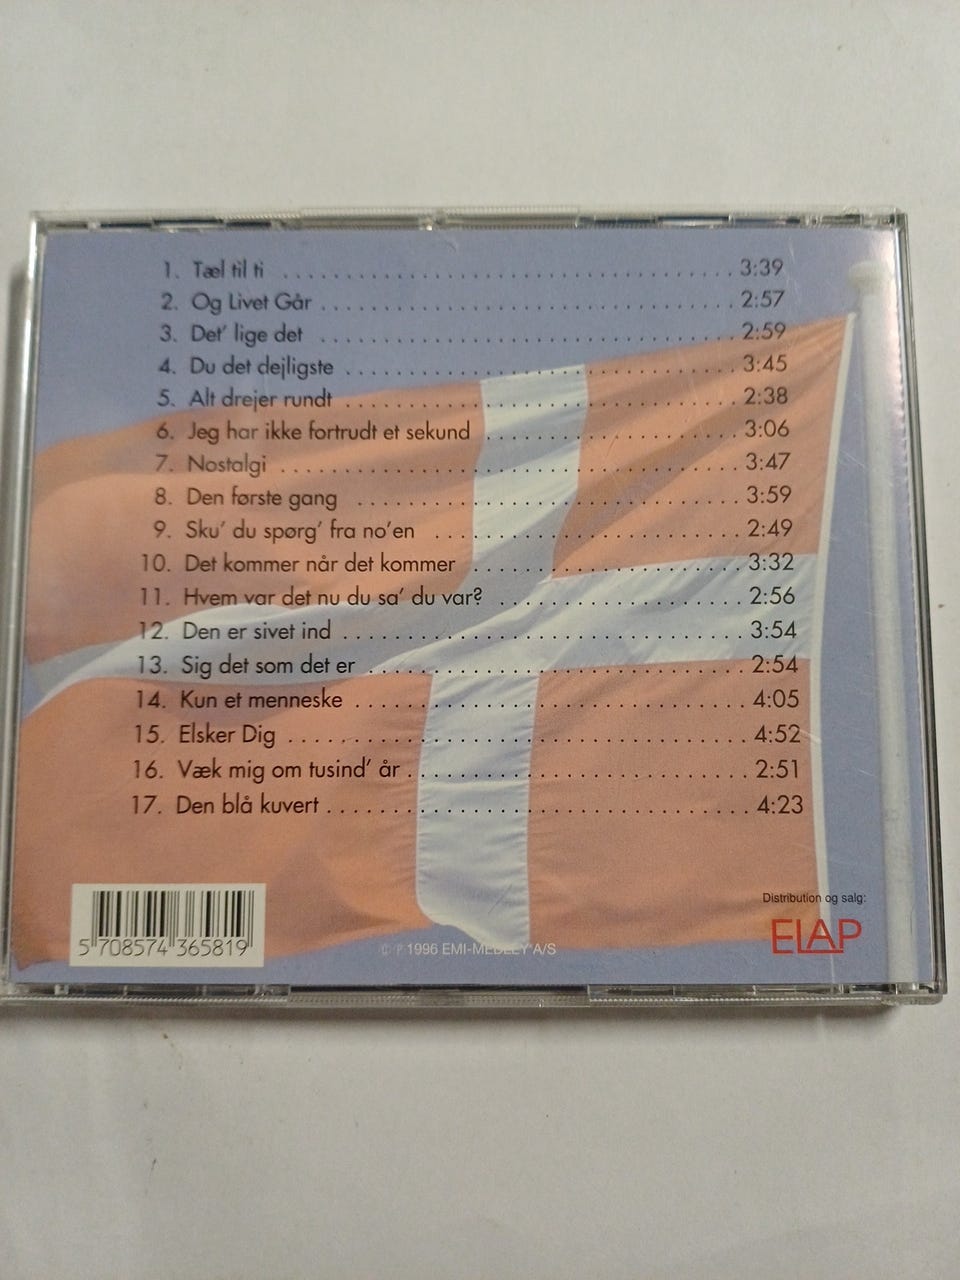 1. Tæl til ti ........................................ 3:39
2. Og Livet Går ........................................ 2:57
3. Det' lige det ........................................ 2:59
4. Du det dejligste ........................................ 3:45
5. Alt drejer rundt ........................................ 2:38
6. Jeg har ikke fortrudt et sekund ........................ 3:06
7. Nostalgi ........................................ 3:47
8. Den første gang ........................................ 3:59
9. Sku' du spørg' fra no'en ........................ 2:49
10. Det kommer når det kommer ........................ 3:32
11. Hvem var det nu du sa' du var? ........................ 2:56
12. Den er sivet ind ........................................ 3:54
13. Sig det som det er ........................................ 2:54
14. Kun et menneske ........................................ 4:05
15. Elsker Dig ........................................ 4:52
16. Væk mig om tusind' år ........................ 2:51
17. Den blå kuvert ........................................ 4:23
Distribution og salg:
ELAP
5 708574 365819
© ℗ 1996 EMI-MEDLEY A/S